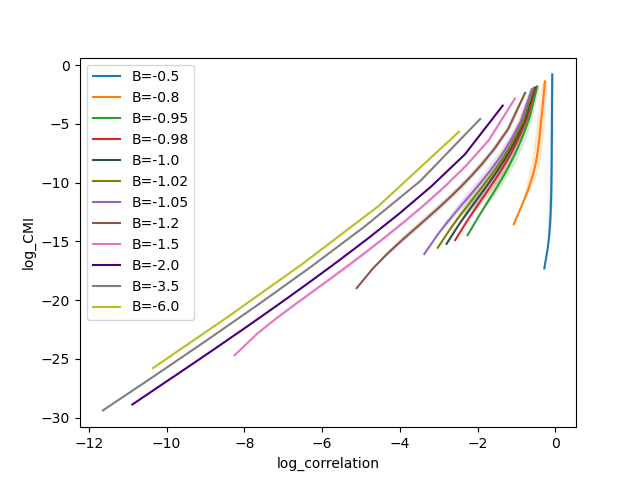 0
−5
−10
−15
−20
−25
−30
log_CMI
B=-0.5
B=-0.8
B=-0.95
B=-0.98
B=-1.0
B=-1.02
B=-1.05
B=-1.2
B=-1.5
B=-2.0
B=-3.5
B=-6.0
−12 −10 −8 −6 −4 −2 0
log_correlation